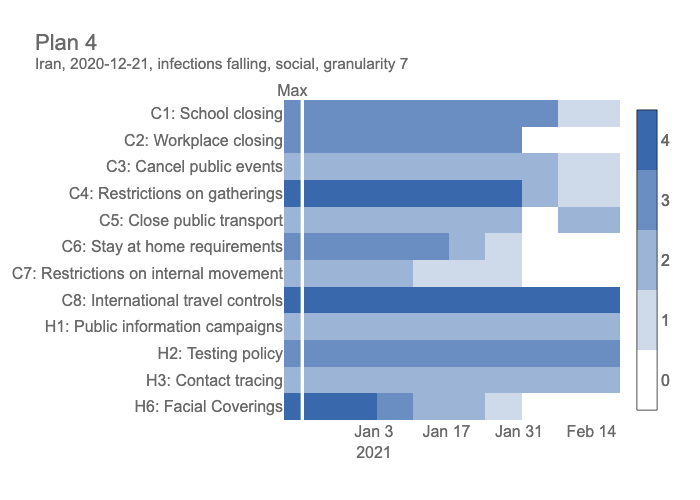 Plan 4
Iran, 2020-12-21, infections falling, social, granularity 7
Max
C1: School closing
C2: Workplace closing
C3: Cancel public events
C4: Restrictions on gatherings
C5: Close public transport
C6: Stay at home requirements
C7: Restrictions on internal movement
C8: International travel controls
H1: Public information campaigns
H2: Testing policy
H3: Contact tracing
H6: Facial Coverings
Jan 3 Jan 17 Jan 31 Feb 14
2021
4
3
2
1
0